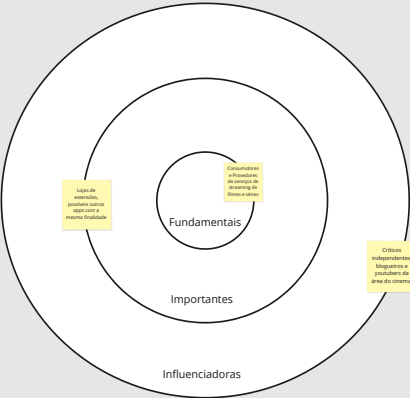 Consumidores
e Provedores
de serviços de
streaming de
filmes e séries
Lojas de
extensões,
possíveis outros
apps com a
mesma finalidade
Fundamentais
Críticos
independentes,
blogueiros e
youtubers da
área do cinema
Importantes
Influenciadoras